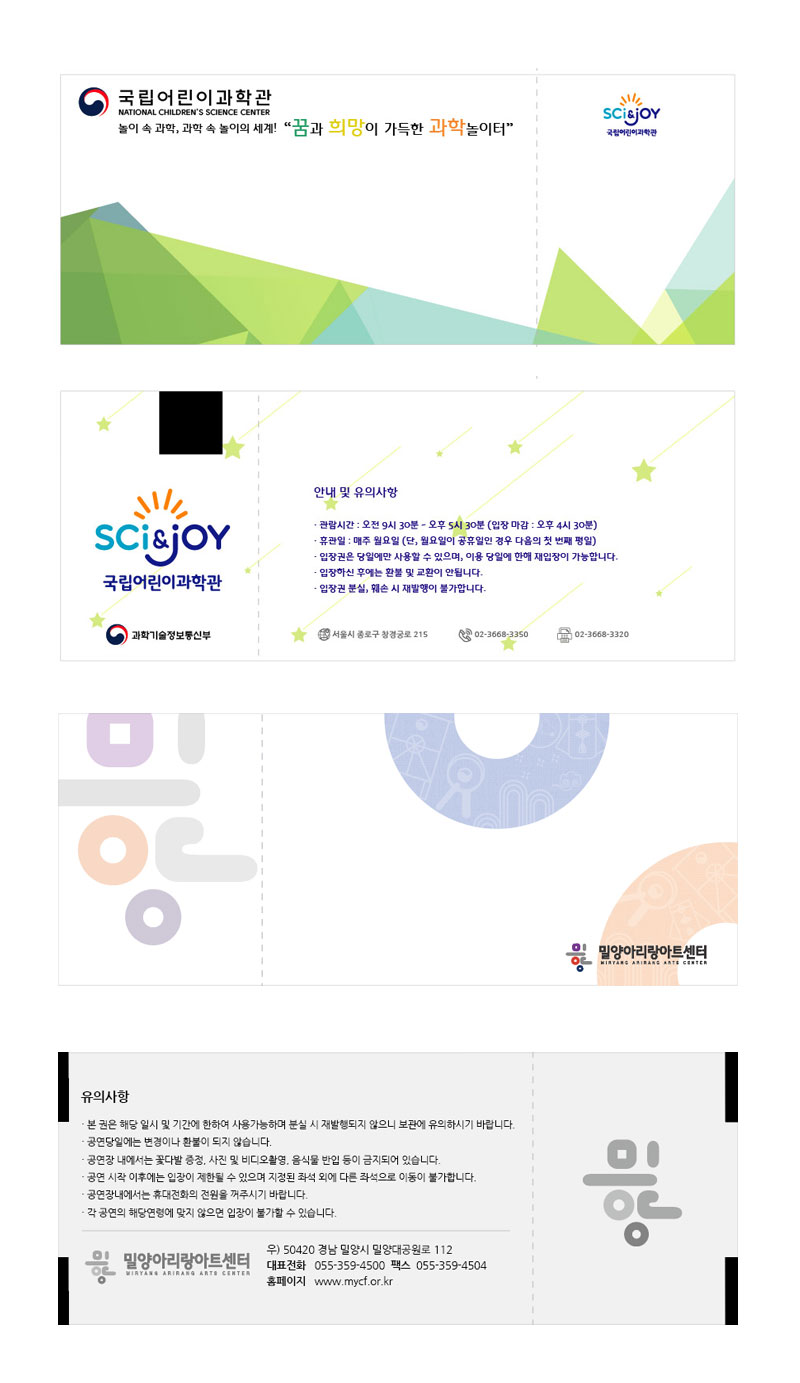 국립어린이과학관
NATIONAL CHILDREN'S SCIENCE CENTER
놀이 속 과학, 과학 속 놀이의 세계! “꿈과 희망이 가득한 과학놀이터”
SCi&jOY
국립어린이과학관
SCi&jOY
국립어린이과학관
과학기술정보통신부
안내 및 유의사항
· 관람시간 : 오전 9시 30분 ~ 오후 5시 30분 (입장 마감 : 오후 4시 30분)
· 휴관일 : 매주 월요일 (단, 월요일이 공휴일인 경우 다음의 첫 번째 평일)
· 입장권은 당일에만 사용할 수 있으며, 이용 당일에 한해 재입장이 가능합니다.
· 입장하신 후에는 환불 및 교환이 안됩니다.
· 입장권 분실, 훼손 시 재발행이 불가합니다.
서울시 종로구 창경궁로 215 02-3668-3350 02-3668-3320
밀양아리랑아트센터
MIRYANG ARIRANG ARTS CENTER
유의사항
· 본 권은 해당 일시 및 기간에 한하여 사용가능하며 분실 시 재발행되지 않으니 보관에 유의하시기 바랍니다.
· 공연당일에는 변경이나 환불이 되지 않습니다.
· 공연장 내에서는 꽃다발 증정, 사진 및 비디오촬영, 음식물 반입 등이 금지되어 있습니다.
· 공연 시작 이후에는 입장이 제한될 수 있으며 지정된 좌석 외에 다른 좌석으로 이동이 불가합니다.
· 공연장내에서는 휴대전화의 전원을 꺼주시기 바랍니다.
· 각 공연의 해당연령에 맞지 않으면 입장이 불가할 수 있습니다.
밀양아리랑아트센터
MIRYANG ARIRANG ARTS CENTER
우) 50420 경남 밀양시 밀양대공원로 112
대표전화 055-359-4500 팩스 055-359-4504
홈페이지 www.mycf.or.kr